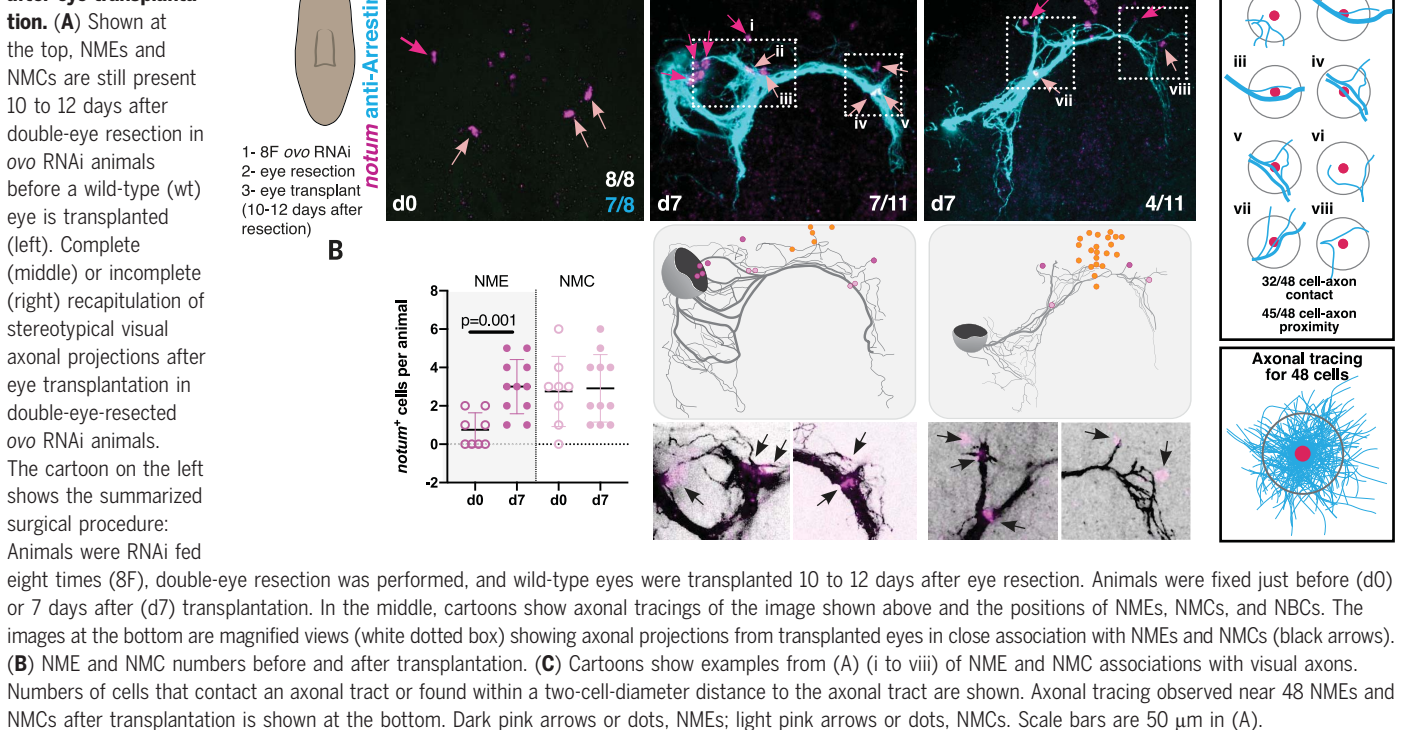 after eye transplanta-
tion. (A) Shown at
the top, NMEs and
NMCs are still present
10 to 12 days after
double-eye resection in
ovo RNAi animals
before a wild-type (wt)
eye is transplanted
(left). Complete
(middle) or incomplete
(right) recapitulation of
stereotypical visual
axonal projections after
eye transplantation in
double-eye-resected
ovo RNAi animals.
The cartoon on the left
shows the summarized
surgical procedure:
Animals were RNAi fed
eight times (8F), double-eye resection was performed, and wild-type eyes were transplanted 10 to 12 days after eye resection. Animals were fixed just before (d0)
or 7 days after (d7) transplantation. In the middle, cartoons show axonal tracings of the image shown above and the positions of NMEs, NMCs, and NBCs. The
images at the bottom are magnified views (white dotted box) showing axonal projections from transplanted eyes in close association with NMEs and NMCs (black arrows).
(B) NME and NMC numbers before and after transplantation. (C) Cartoons show examples from (A) (i to viii) of NME and NMC associations with visual axons.
Numbers of cells that contact an axonal tract or found within a two-cell-diameter distance to the axonal tract are shown. Axonal tracing observed near 48 NMEs and
NMCs after transplantation is shown at the bottom. Dark pink arrows or dots, NMEs; light pink arrows or dots, NMCs. Scale bars are 50 μm in (A).
1- 8F ovo RNAi
2- eye resection
3- eye transplant
(10-12 days after
resection)
notum anti-Arrestin
d0
8/8
7/8
i
ii
iii
iv
v
d7
7/11
vii
viii
d7
4/11
B
NME
NMC
p=0.001
notum+ cells per animal
8
6
4
2
0
-2
d0
d7
d0
d7
iii
iv
v
vi
vii
viii
32/48 cell-axon
contact
45/48 cell-axon
proximity
Axonal tracing
for 48 cells